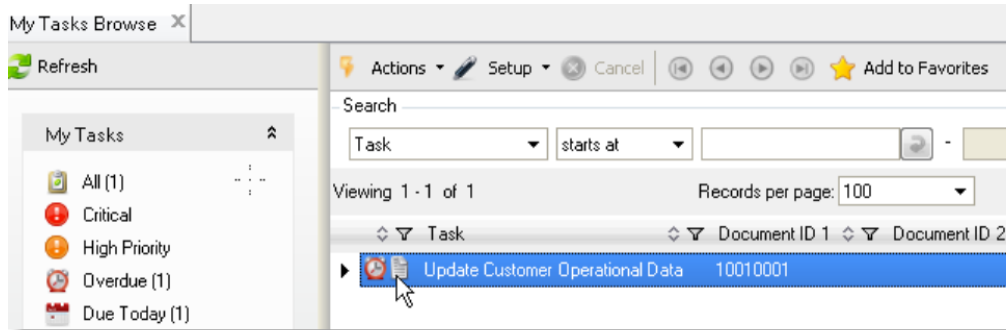 My Tasks Browse
Refresh
Actions Setup Cancel Add to Favorites
Search
My Tasks
Task starts at -
All (1)
Viewing 1 - 1 of 1 Records per page: 100
Critical
High Priority
Task Document ID 1 Document ID 2
Overdue (1)
Update Customer Operational Data 10010001
Due Today (1)